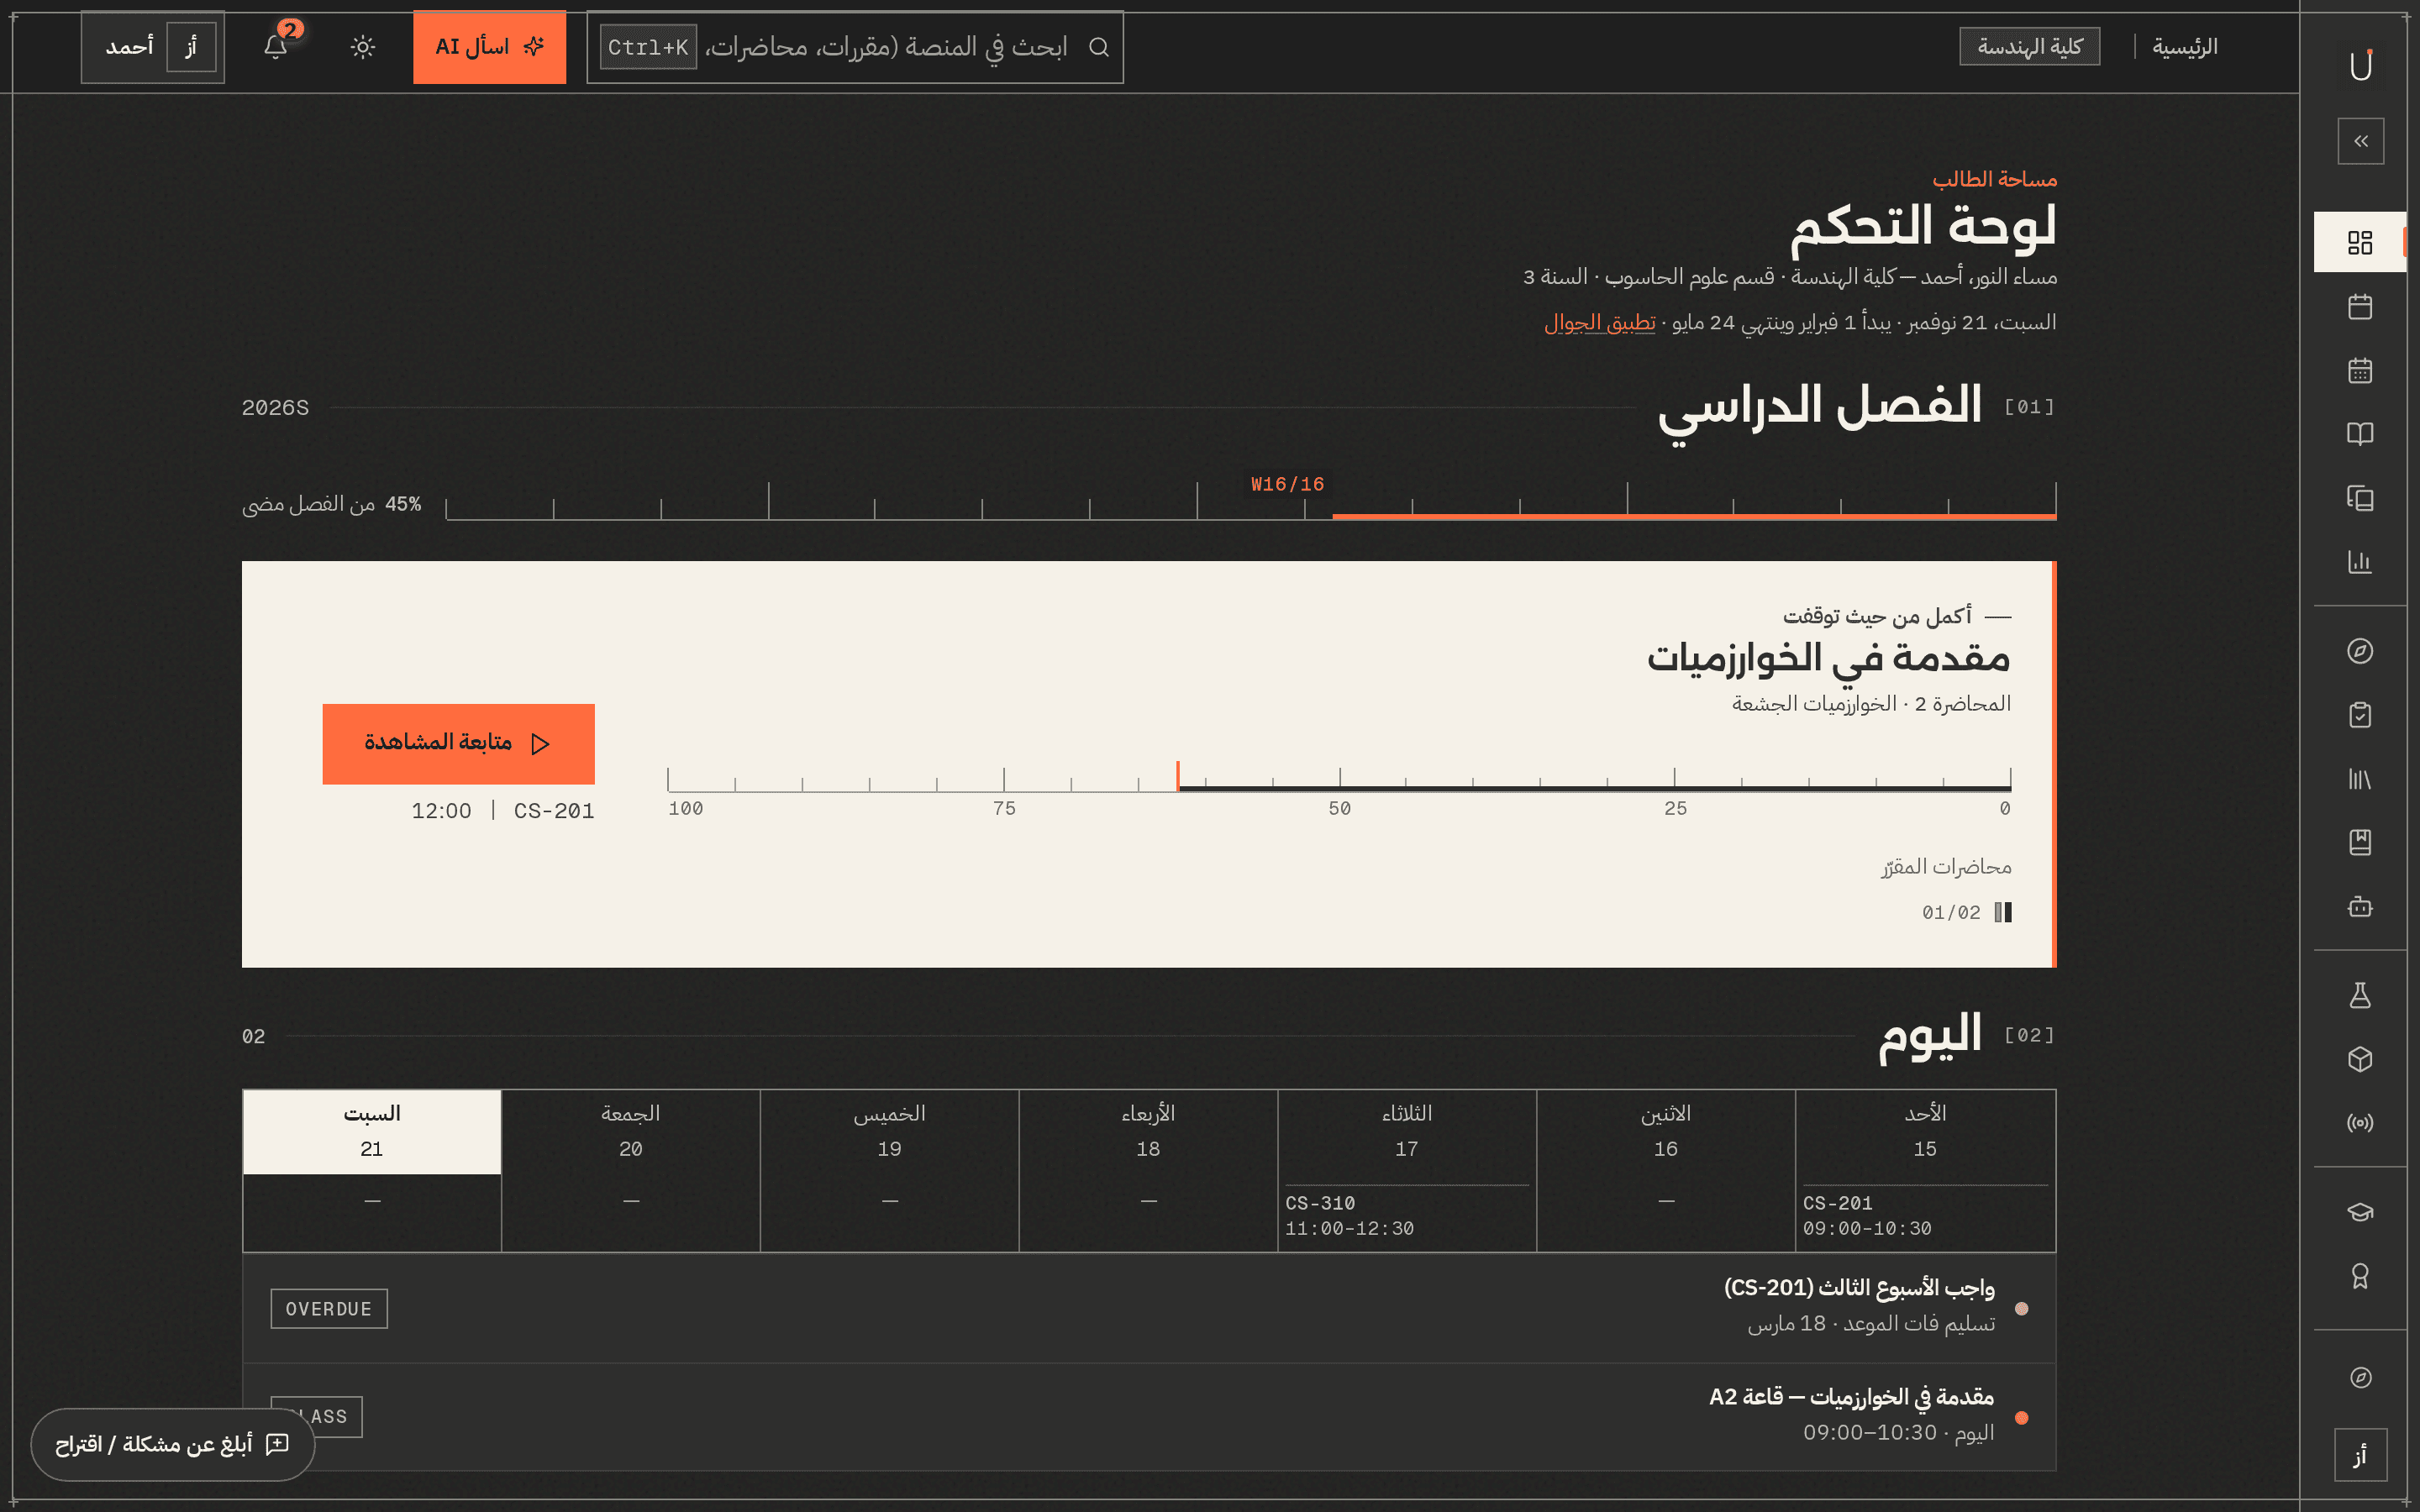 الرئيسية
كلية الهندسة
ابحث في المنصة (مقررات، محاضرات،
Ctrl+K
اسأل AI
2
أز
أحمد
مساحة الطالب
لوحة التحكم
مساء النور، أحمد — كلية الهندسة · قسم علوم الحاسوب · السنة 3
السبت، 21 نوفمبر · يبدأ 1 فبراير وينتهي 24 مايو · تطبيق الجوال
[01]
الفصل الدراسي
2026S
W16/16
45% من الفصل مضى
— أكمل من حيث توقفت
مقدمة في الخوارزميات
المحاضرة 2 · الخوارزميات الجشعة
متابعة المشاهدة
CS-201 | 12:00
0 25 50 75 100
محاضرات المقرّر
01/02
[02]
اليوم
02
الأحد
15
CS-201
09:00–10:30
الاثنين
16
—
الثلاثاء
17
CS-310
11:00–12:30
الأربعاء
18
—
الخميس
19
—
الجمعة
20
—
السبت
21
—
واجب الأسبوع الثالث (CS-201)
تسليم فات الموعد · 18 مارس
OVERDUE
مقدمة في الخوارزميات — قاعة A2
اليوم · 09:00–10:30
أبلغ عن مشكلة / اقتراح
أز